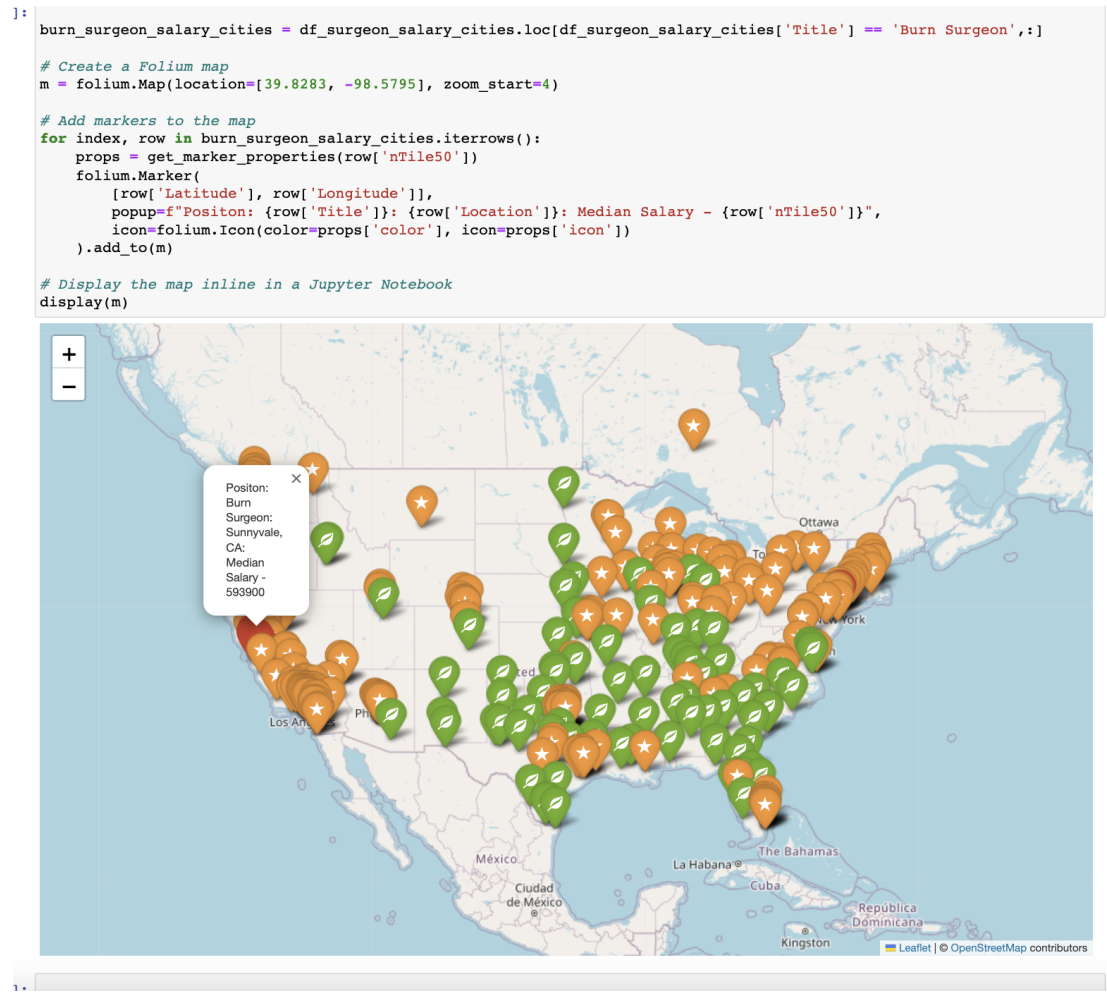 ]:
burn_surgeon_salary_cities = df_surgeon_salary_cities.loc[df_surgeon_salary_cities['Title'] == 'Burn Surgeon',:]
# Create a Folium map
m = folium.Map(location=[39.8283, -98.5795], zoom_start=4)
# Add markers to the map
for index, row in burn_surgeon_salary_cities.iterrows():
    props = get_marker_properties(row['nTile50'])
    folium.Marker(
        [row['Latitude'], row['Longitude']],
        popup=f"Positon: {row['Title']}: {row['Location']}: Median Salary - {row['nTile50']}",
        icon=folium.Icon(color=props['color'], icon=props['icon'])
    ).add_to(m)
# Display the map inline in a Jupyter Notebook
display(m)
+
−
×
Positon:
Burn
Surgeon:
Sunnyvale,
CA:
Median
Salary -
593900
Ottawa
To
New York
ted
n
Los An
Ph
México
Ciudad
de México
La Habana
The Bahamas
Cuba
República
Dominicana
Kingston
Leaflet | © OpenStreetMap contributors
]: